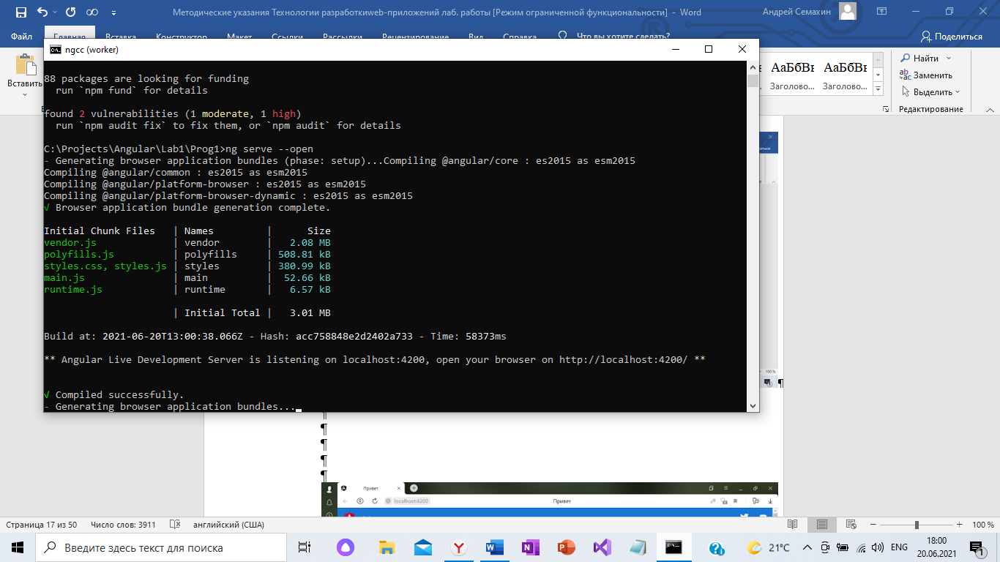 Методические указания Технологии разработкиweb-приложений лаб. работы [Режим ограниченной функциональности] - Word
Андрей Семахин
Файл
Главная Вставка Конструктор Макет Ссылки Рассылки Рецензирование Вид Справка Что вы хотите сделать?
Поделиться
Вставить
АаБбВв АаБбВв
Заголово... Заголово...
Найти
Заменить
Выделить
Редактирование
ngcc (worker)
88 packages are looking for funding
run `npm fund` for details
found 2 vulnerabilities (1 moderate, 1 high)
run `npm audit fix` to fix them, or `npm audit` for details
C:\Projects\Angular\Lab1\Prog1>ng serve --open
- Generating browser application bundles (phase: setup)...Compiling @angular/core : es2015 as esm2015
Compiling @angular/common : es2015 as esm2015
Compiling @angular/platform-browser : es2015 as esm2015
Compiling @angular/platform-browser-dynamic : es2015 as esm2015
√ Browser application bundle generation complete.
Initial Chunk Files | Names | Size
vendor.js | vendor | 2.08 MB
polyfills.js | polyfills | 508.81 kB
styles.css, styles.js | styles | 380.99 kB
main.js | main | 52.66 kB
runtime.js | runtime | 6.57 kB
| Initial Total | 3.01 MB
Build at: 2021-06-20T13:00:38.066Z - Hash: acc758848e2d2402a733 - Time: 58373ms
** Angular Live Development Server is listening on localhost:4200, open your browser on http://localhost:4200/ **
√ Compiled successfully.
- Generating browser application bundles...
100 %
¶
¶
¶
¶
¶
¶
Привет
localhost:4200
Привет
Страница 17 из 50 Число слов: 3911 английский (США)
100 %
Введите здесь текст для поиска
21°C
ENG
18:00
20.06.2021
1